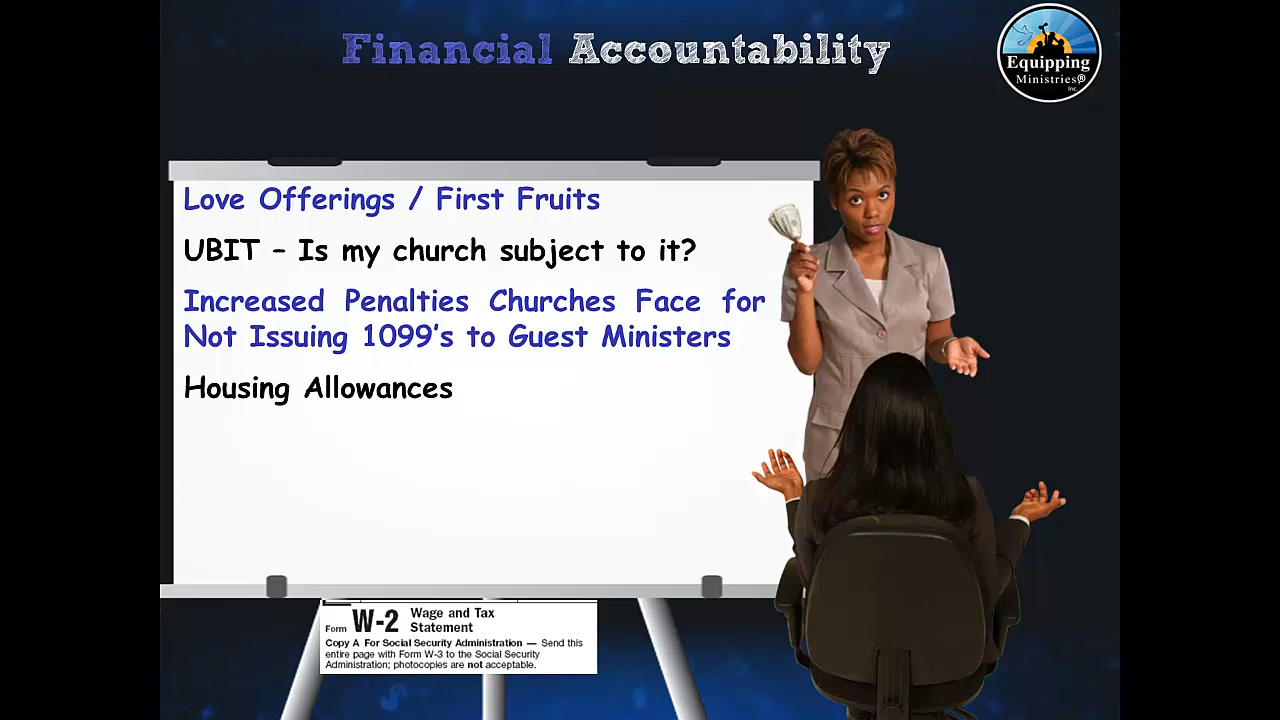 Financial Accountability
Equipping
Ministries®
Inc.
Love Offerings / First Fruits
UBIT – Is my church subject to it?
Increased Penalties Churches Face for
Not Issuing 1099's to Guest Ministers
Housing Allowances
Form W-2 Wage and Tax
Statement
Copy A For Social Security Administration — Send this
entire page with Form W-3 to the Social Security
Administration; photocopies are not acceptable.